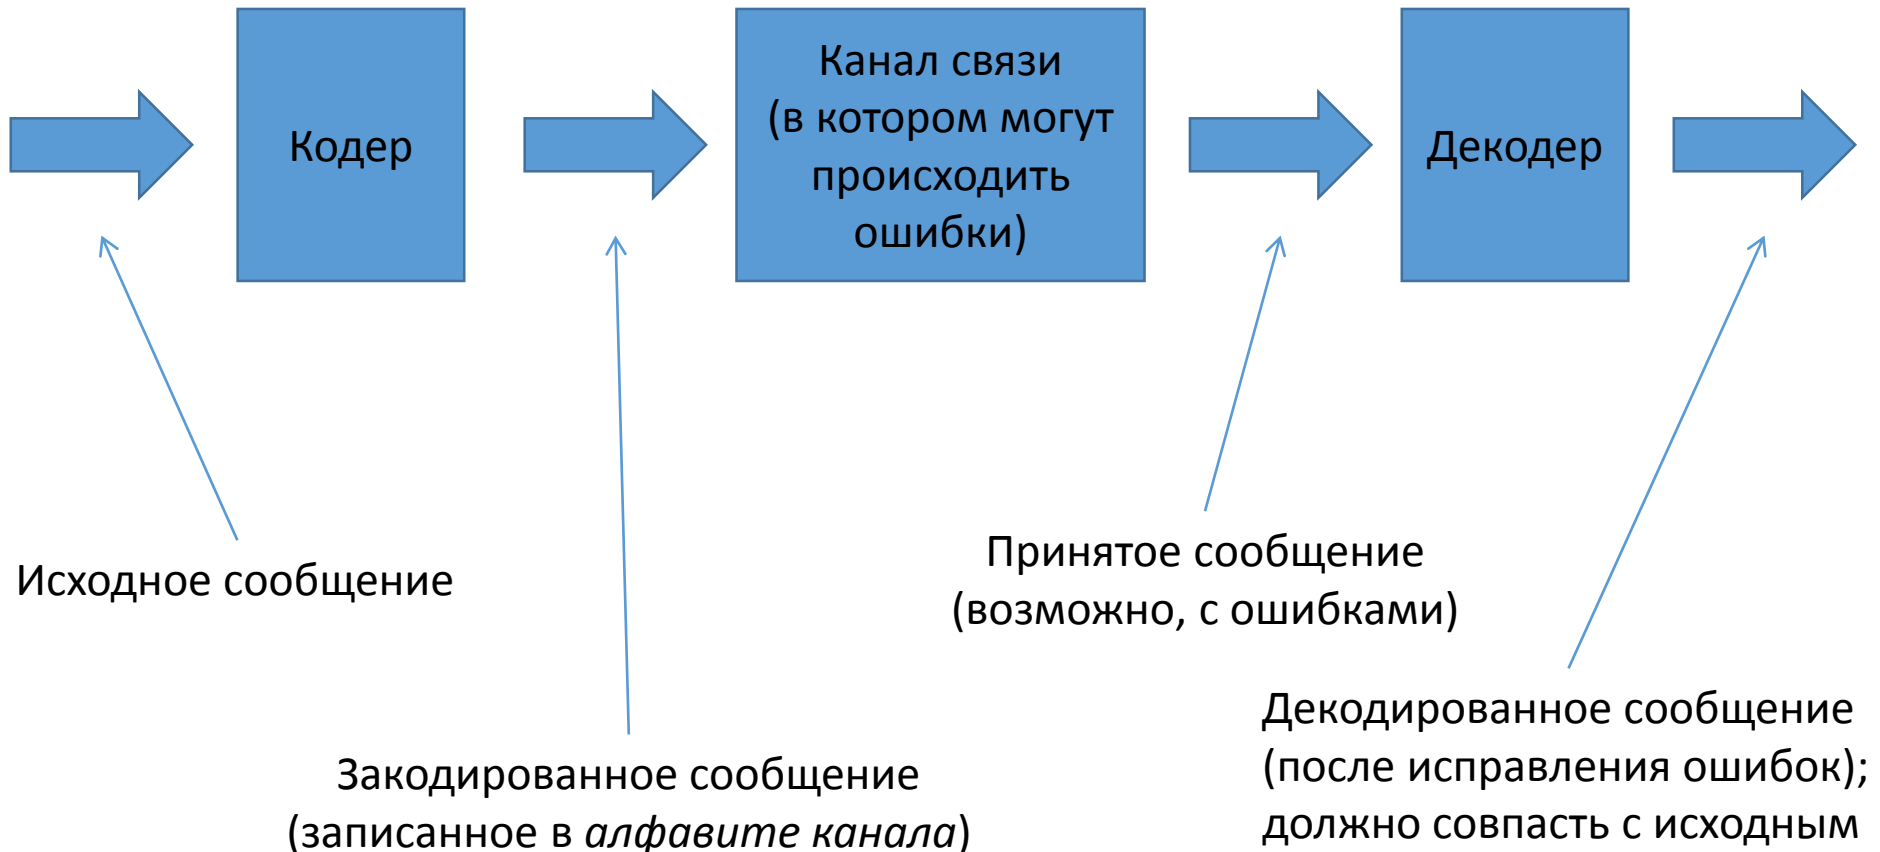 Кодер
Канал связи
(в котором могут
происходить
ошибки)
Декодер
Исходное сообщение
Закодированное сообщение
(записанное в алфавите канала)
Принятое сообщение
(возможно, с ошибками)
Декодированное сообщение
(после исправления ошибок);
должно совпасть с исходным